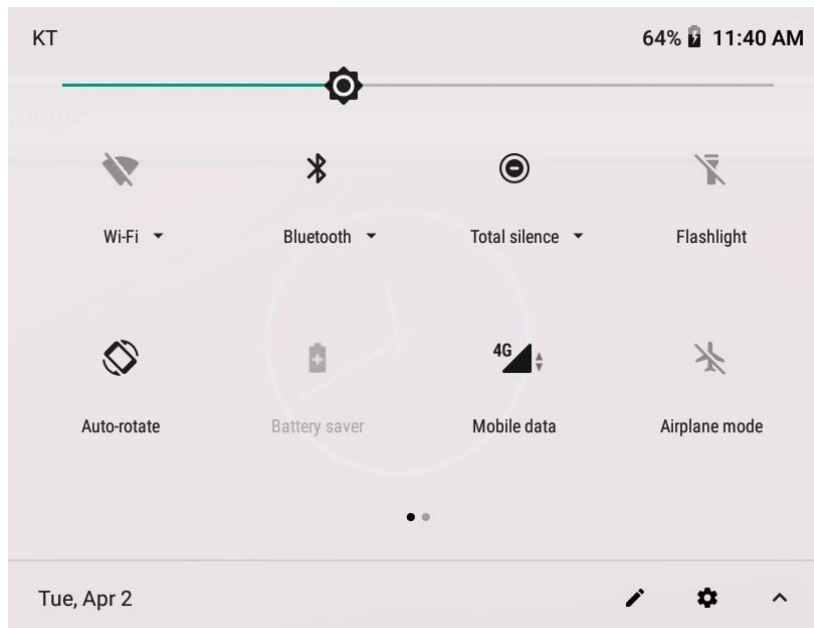 KT 64% 11:40 AM
Wi-Fi Bluetooth Total silence Flashlight
4G
Auto-rotate Battery saver Mobile data Airplane mode
Tue, Apr 2